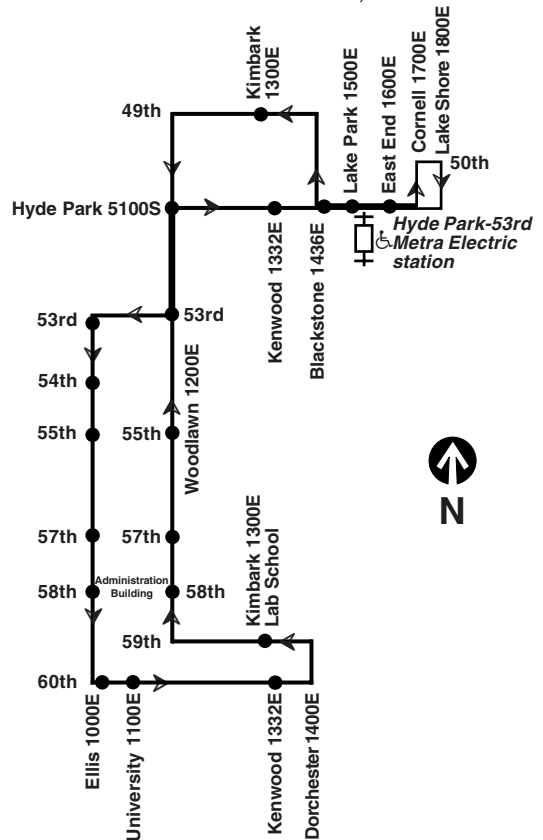 Kimbark
1300E
Lake Park 1500E
East End 1600E
Cornell 1700E
Lake Shore 1800E
49th
50th
Hyde Park 5100S
Kenwood 1332E
Blackstone 1436E
Hyde Park-53rd
Metra Electric
station
53rd
53rd
54th
Woodlawn 1200E
55th
55th
57th
57th
N
58th
Administration
Building
58th
Kimbark 1300E
Lab School
59th
60th
Ellis 1000E
University 1100E
Kenwood 1332E
Dorchester 1400E